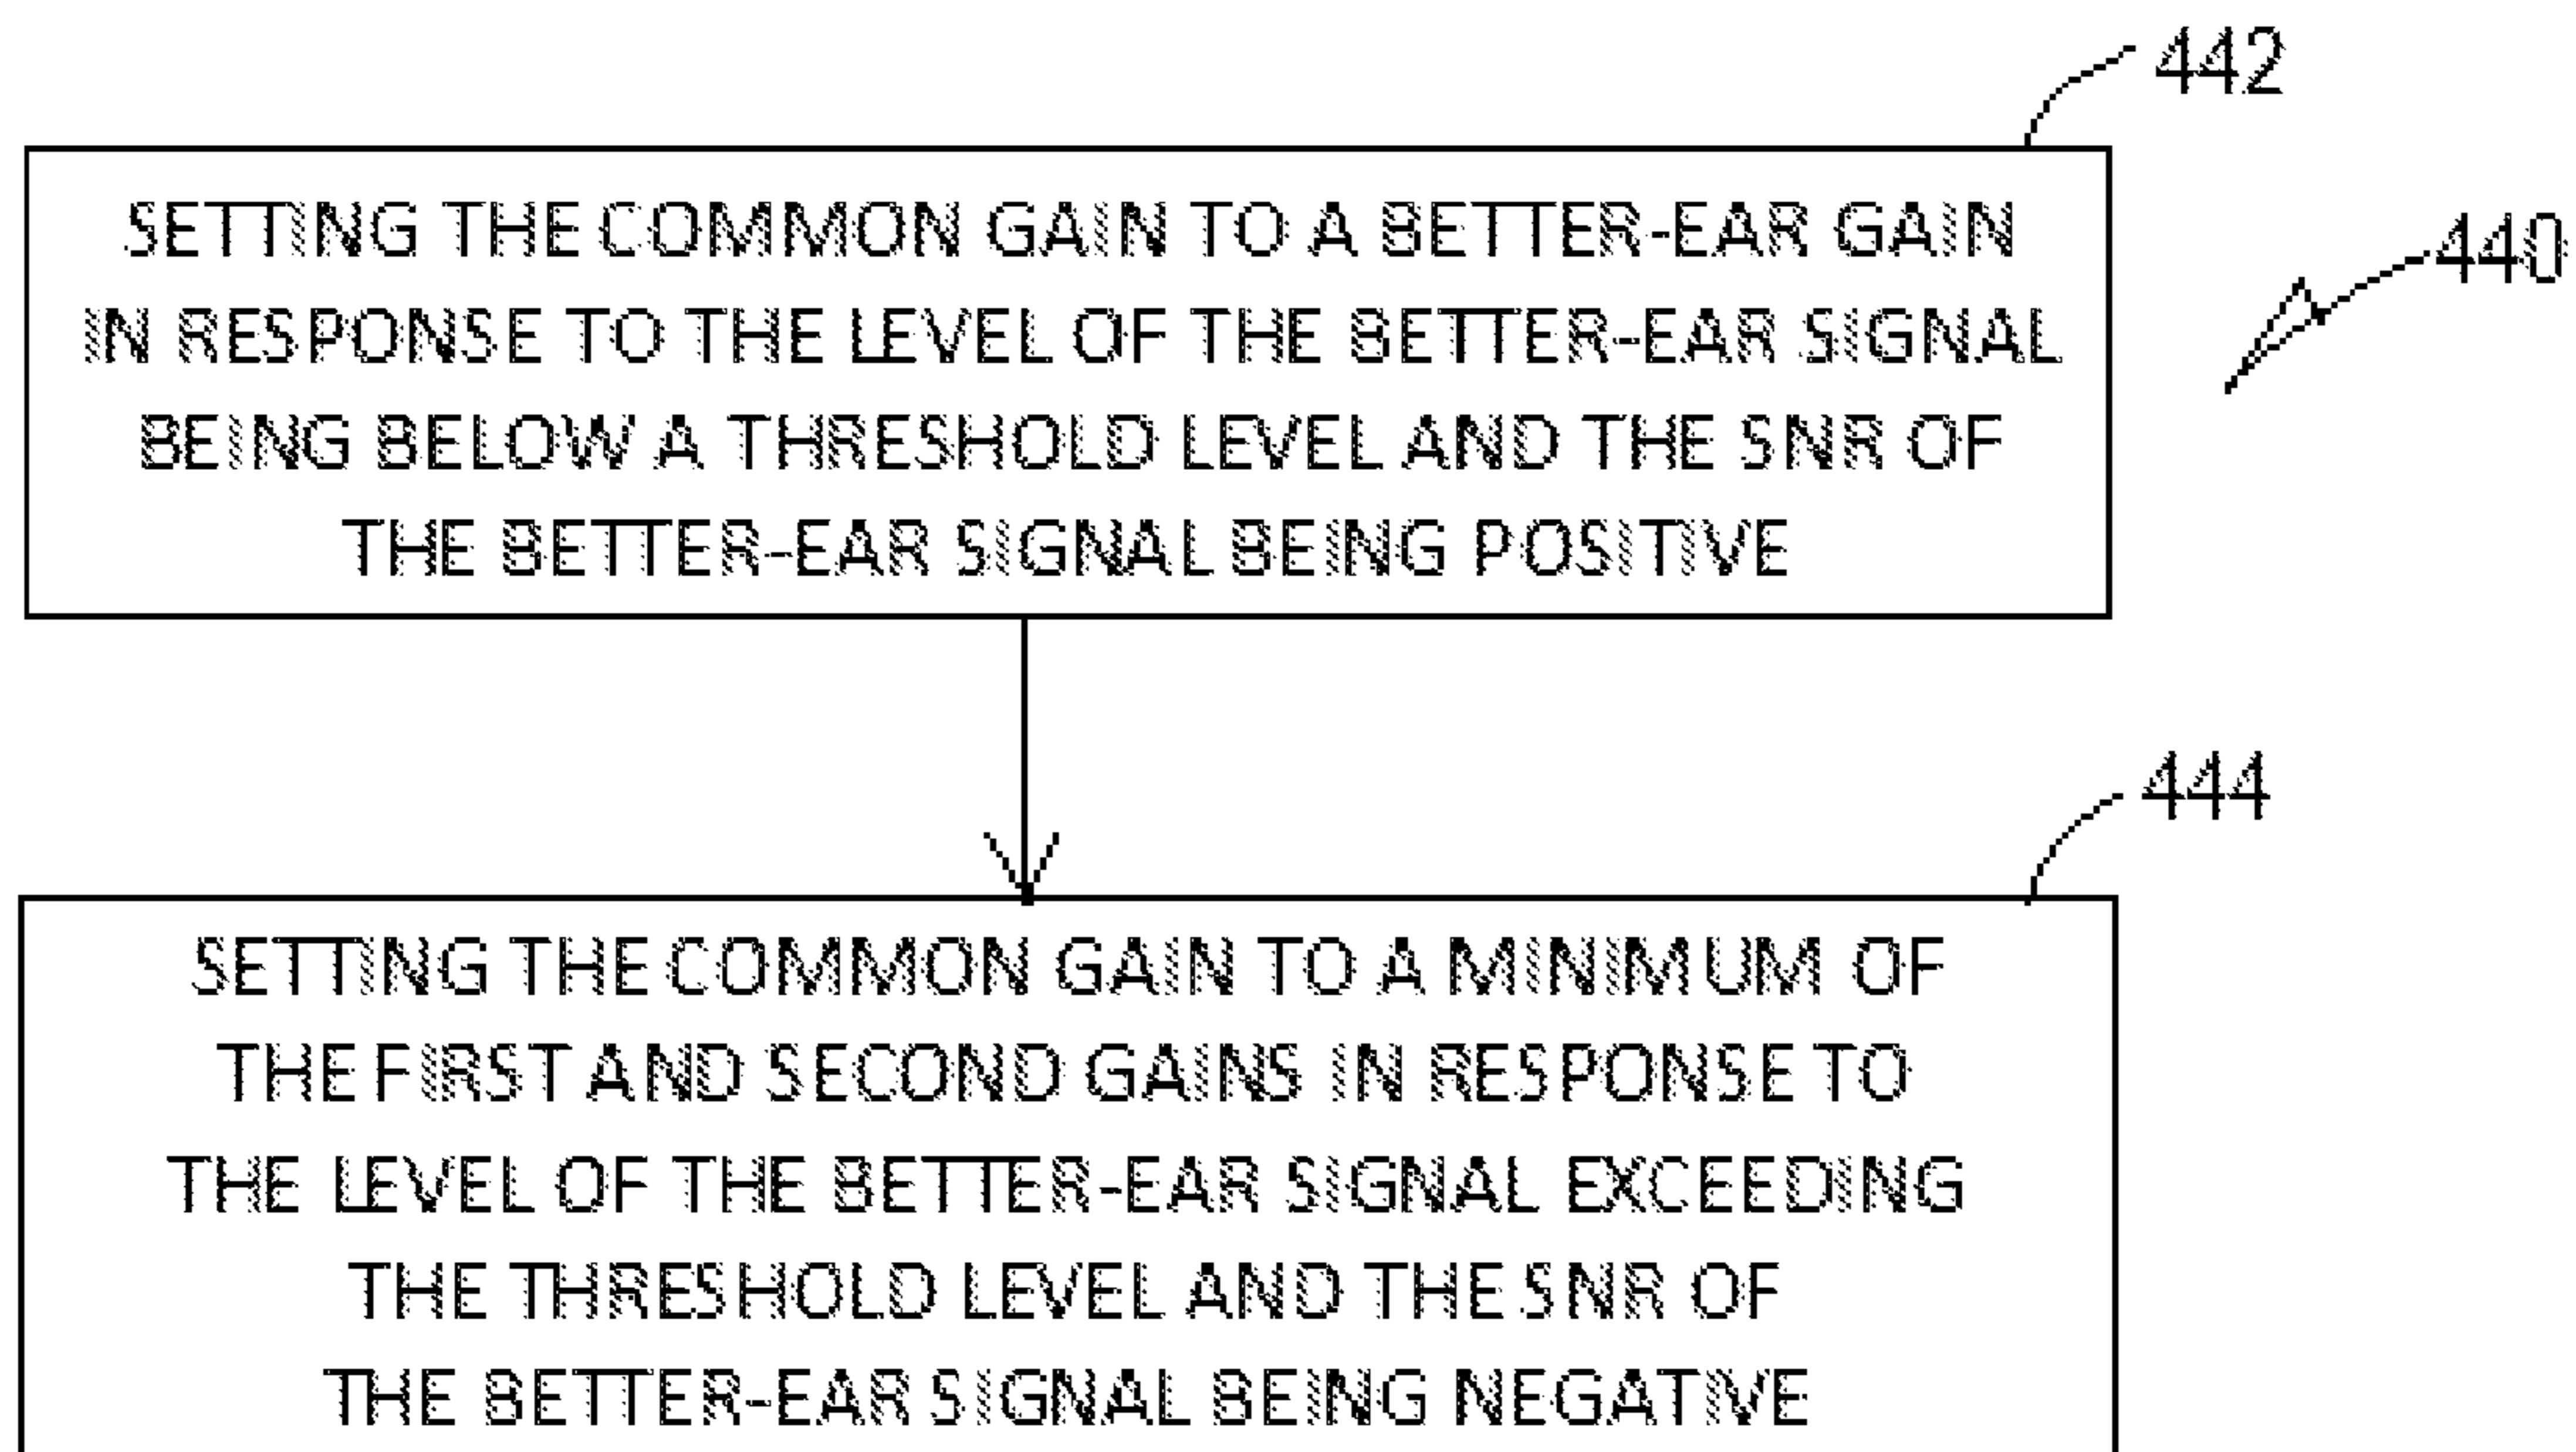 442
SETTING THE COMMON GAIN TO A BETTER-EAR GAIN
IN RESPONSE TO THE LEVEL OF THE BETTER-EAR SIGNAL
BEING BELOW A THRESHOLD LEVEL AND THE SNR OF
THE BETTER-EAR SIGNAL BEING POSITIVE
440
444
SETTING THE COMMON GAIN TO A MINIMUM OF
THE FIRST AND SECOND GAINS IN RESPONSE TO
THE LEVEL OF THE BETTER-EAR SIGNAL EXCEEDING
THE THRESHOLD LEVEL AND THE SNR OF
THE BETTER-EAR SIGNAL BEING NEGATIVE